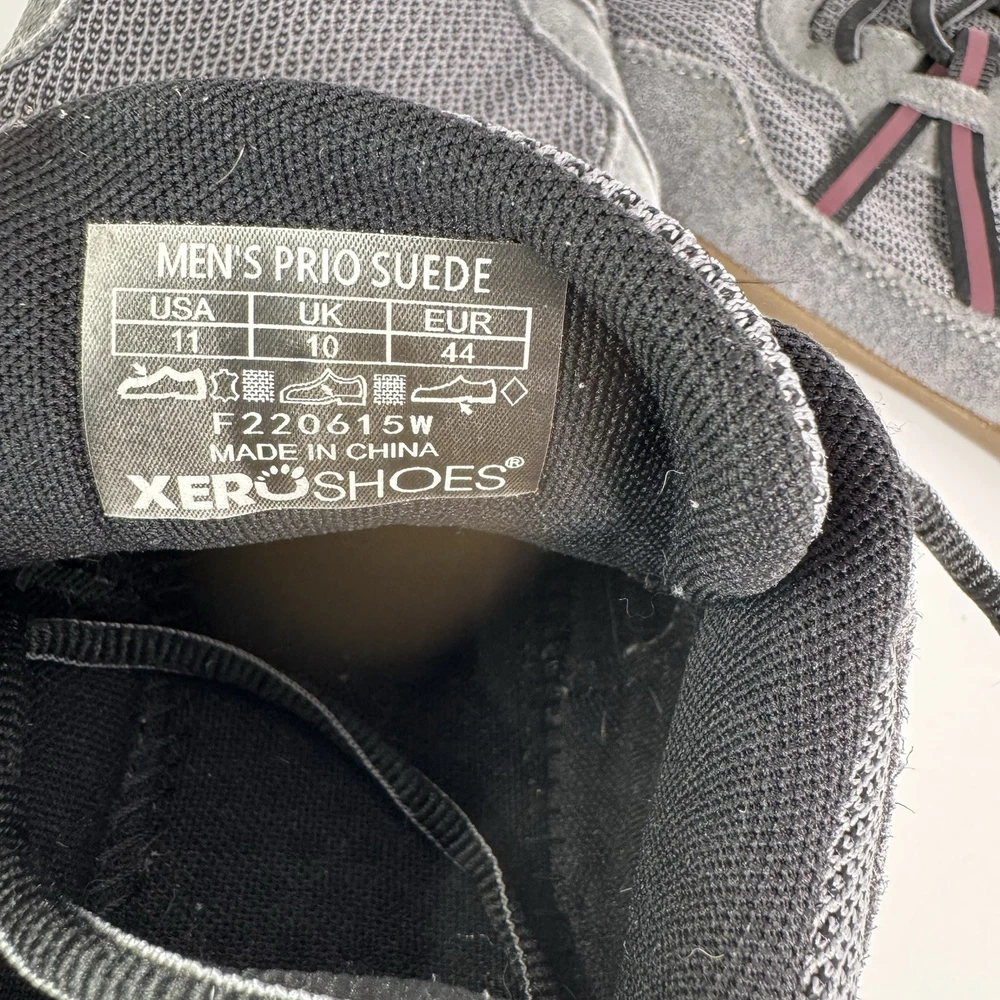 MEN'S PRIO SUEDE
USA UK EUR
11 10 44
F220615W
MADE IN CHINA
XEROSHOES®